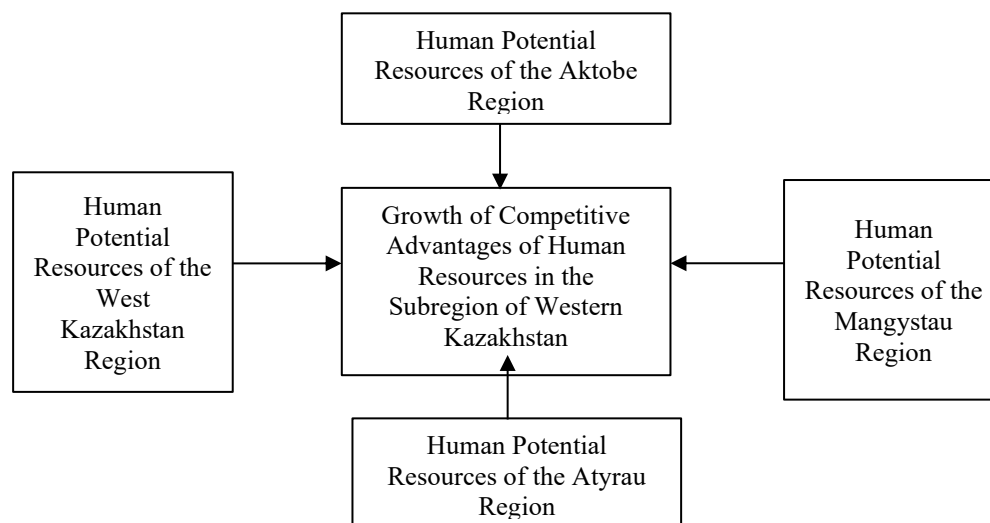 Human Potential
Resources of the Aktobe
Region
Human
Potential
Resources of the
West
Kazakhstan
Region
Growth of Competitive
Advantages of Human
Resources in the
Subregion of Western
Kazakhstan
Human
Potential
Resources of the
Mangystau
Region
Human Potential
Resources of the Atyrau
Region